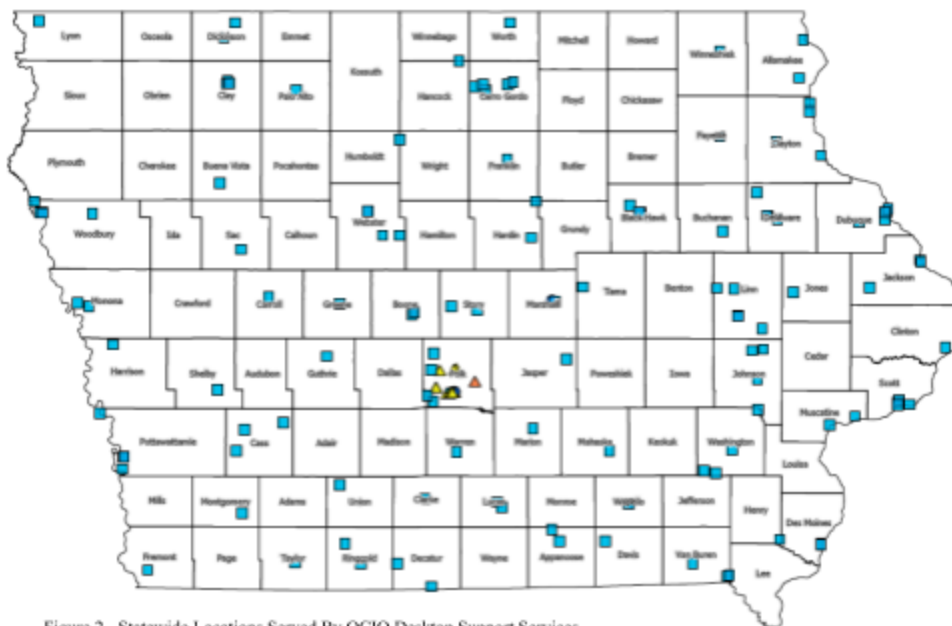 Lyon Osceola Dickinson Emmet Winnebago Worth Mitchell Howard Winneshiek Allamakee
Kossuth
Sioux Obrien Clay Palo Alto Hancock Cerro Gordo Floyd Chickasaw
Fayette Clayton
Plymouth Cherokee Buena Vista Pocahontas Humboldt Wright Franklin Butler Bremer
Woodbury Ida Sac Calhoun Webster Hamilton Hardin Grundy Black Hawk Buchanan Delaware Dubuque
Monona Crawford Carroll Greene Boone Story Marshall Tama Benton Linn Jones Jackson
Clinton
Harrison Shelby Audubon Guthrie Dallas Polk Jasper Poweshiek Iowa Johnson Cedar Scott
Muscatine
Pottawattamie Cass Adair Madison Warren Marion Mahaska Keokuk Washington
Louisa
Mills Montgomery Adams Union Clarke Lucas Monroe Wapello Jefferson Henry Des Moines
Fremont Page Taylor Ringgold Decatur Wayne Appanoose Davis Van Buren Lee
Figure 2 - Statewide Locations Served By OCIO Desktop Support Services